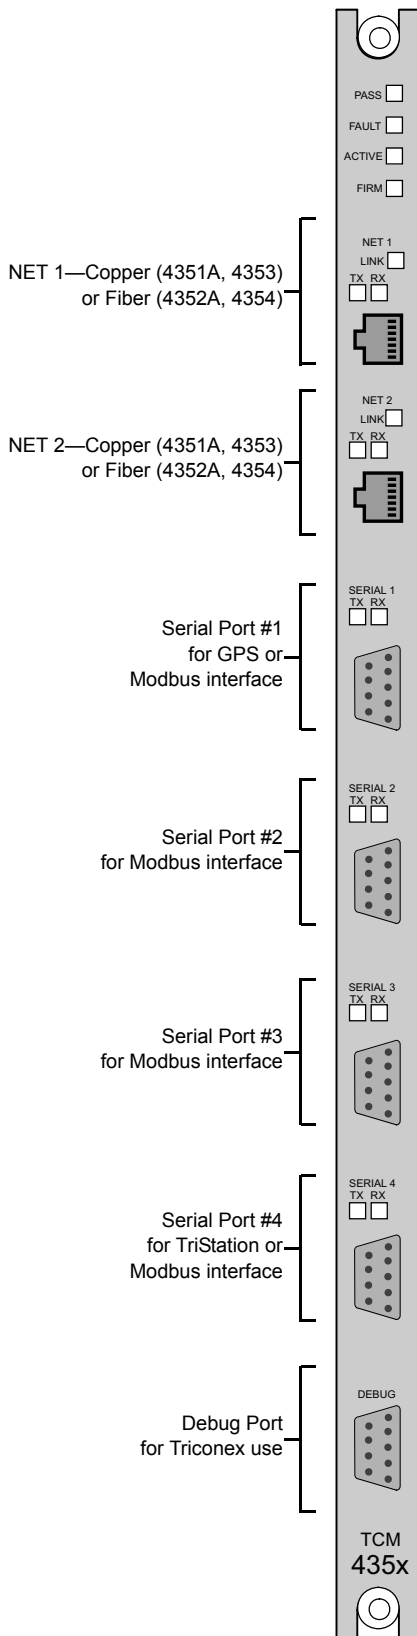 PASS
FAULT
ACTIVE
FIRM
NET 1—Copper (4351A, 4353)
or Fiber (4352A, 4354)
NET 1
LINK
TX RX
NET 2—Copper (4351A, 4353)
or Fiber (4352A, 4354)
NET 2
LINK
TX RX
Serial Port #1
for GPS or
Modbus interface
SERIAL 1
TX RX
Serial Port #2
for Modbus interface
SERIAL 2
TX RX
Serial Port #3
for Modbus interface
SERIAL 3
TX RX
Serial Port #4
for TriStation or
Modbus interface
SERIAL 4
TX RX
Debug Port
for Triconex use
DEBUG
TCM
435x